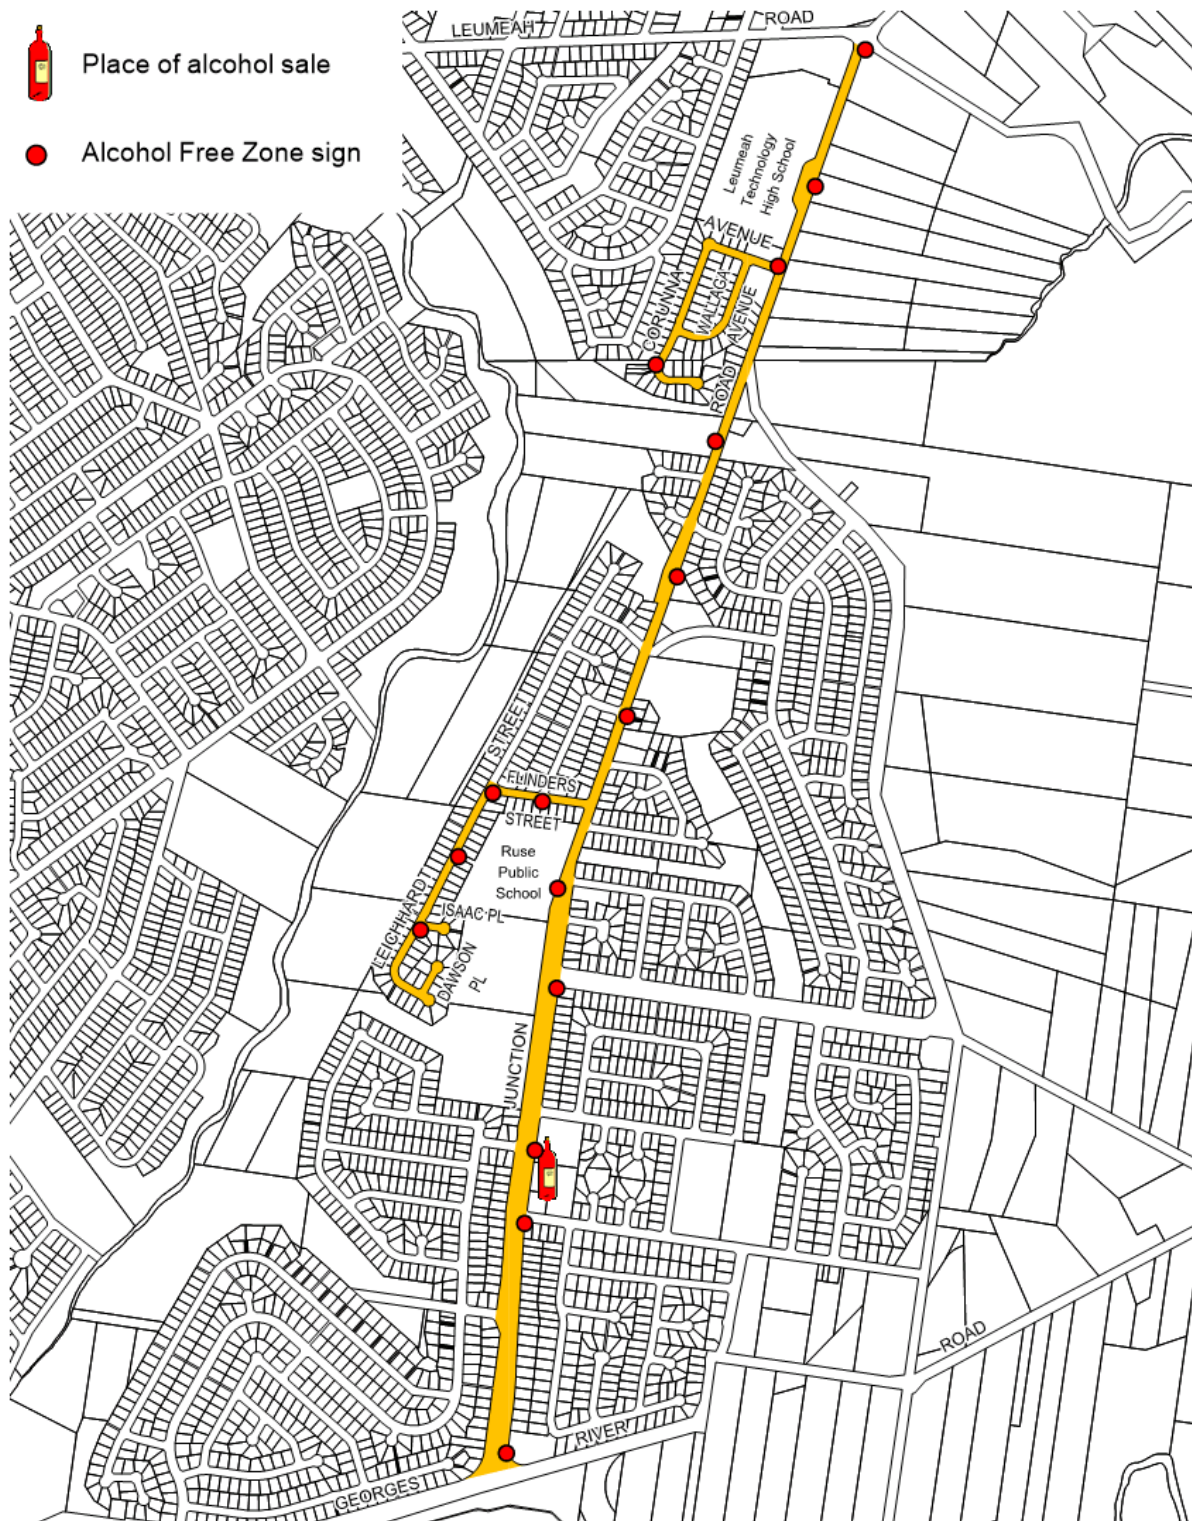 Place of alcohol sale
Alcohol Free Zone sign
LEUMEAH ROAD
Leumeah
Technology
High School
AVENUE
CORUNNA
WALLAGA
AVENUE
ROAD
STREET
FLINDERS
STREET
Ruse
Public
School
LEICHHARDT
ISAAC PL
DAWSON
PL
JUNCTION
ROAD
RIVER
GEORGES